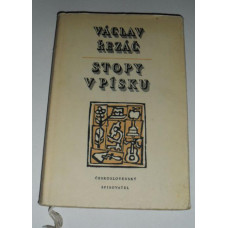 VÁCLAV
ŘEZÁČ
STOPY
V PÍSKU
ČESKOSLOVENSKÝ
SPISOVATEL